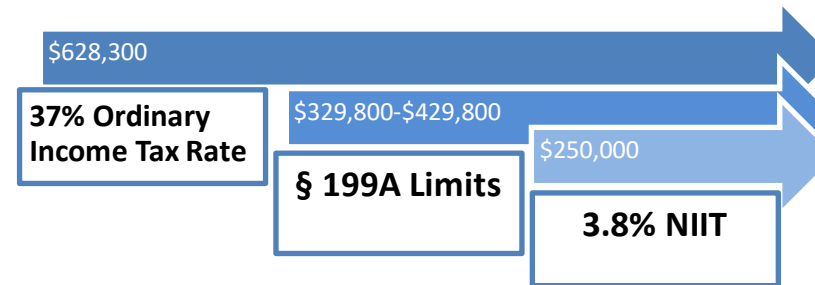 $628,300
37% Ordinary
Income Tax Rate
$329,800-$429,800
§ 199A Limits
$250,000
3.8% NIIT